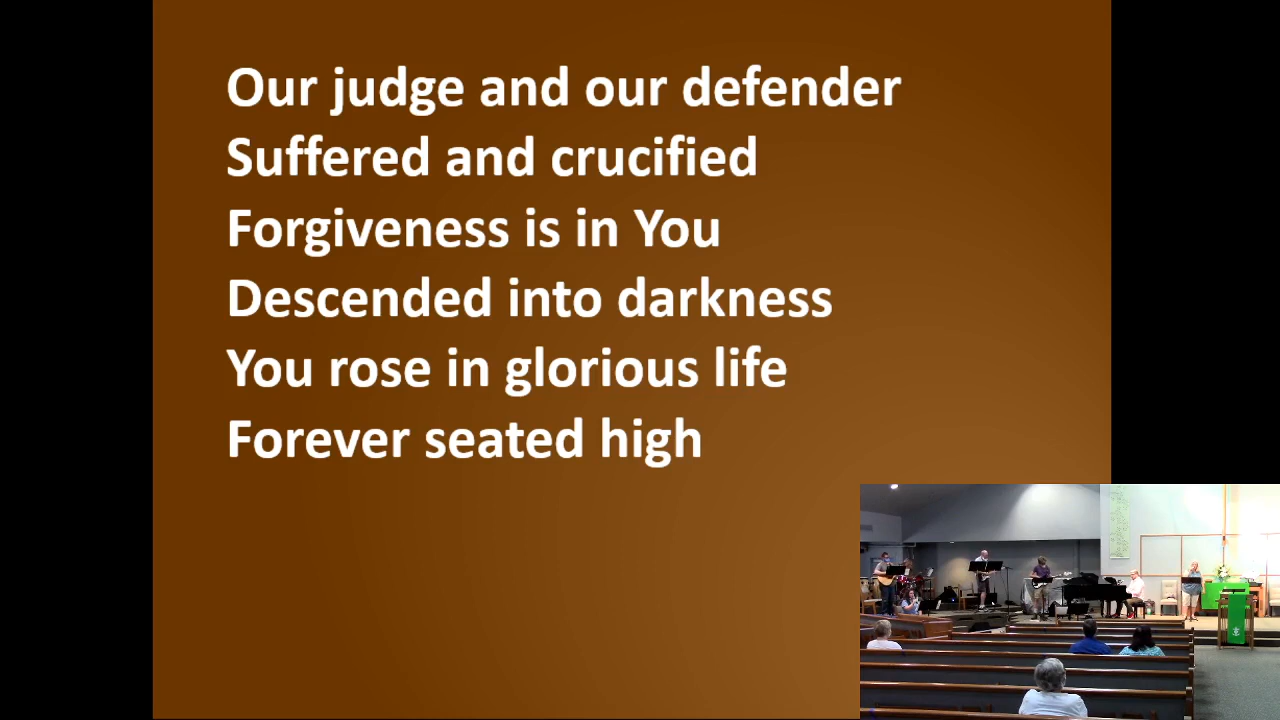 Our judge and our defender
Suffered and crucified
Forgiveness is in You
Descended into darkness
You rose in glorious life
Forever seated high